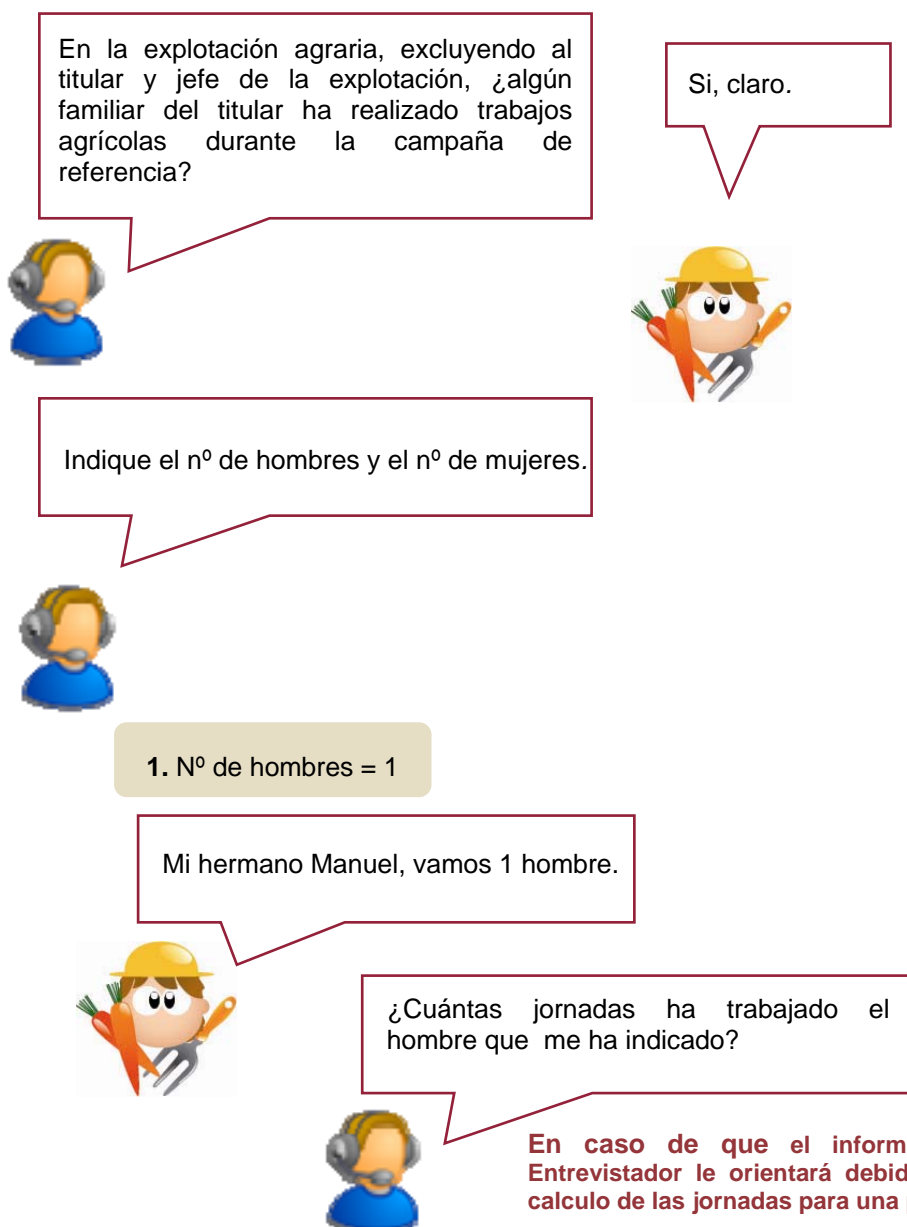 En la explotación agraria, excluyendo al
titular y jefe de la explotación, ¿algún
familiar del titular ha realizado trabajos
agrícolas durante la campaña de
referencia?
Si, claro.
Indique el nº de hombres y el nº de mujeres.
1. Nº de hombres = 1
Mi hermano Manuel, vamos 1 hombre.
¿Cuántas jornadas ha trabajado el
hombre que me ha indicado?
En caso de que el
Entrevistador le orientará
calculo de las jornadas para una